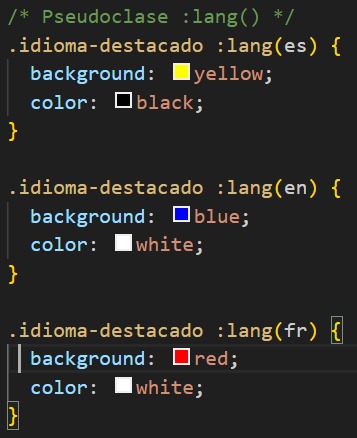 /* Pseudoclase :lang() */
.idioma-destacado :lang(es) {
  background: yellow;
  color: black;
}

.idioma-destacado :lang(en) {
  background: blue;
  color: white;
}

.idioma-destacado :lang(fr) {
  background: red;
  color: white;
}